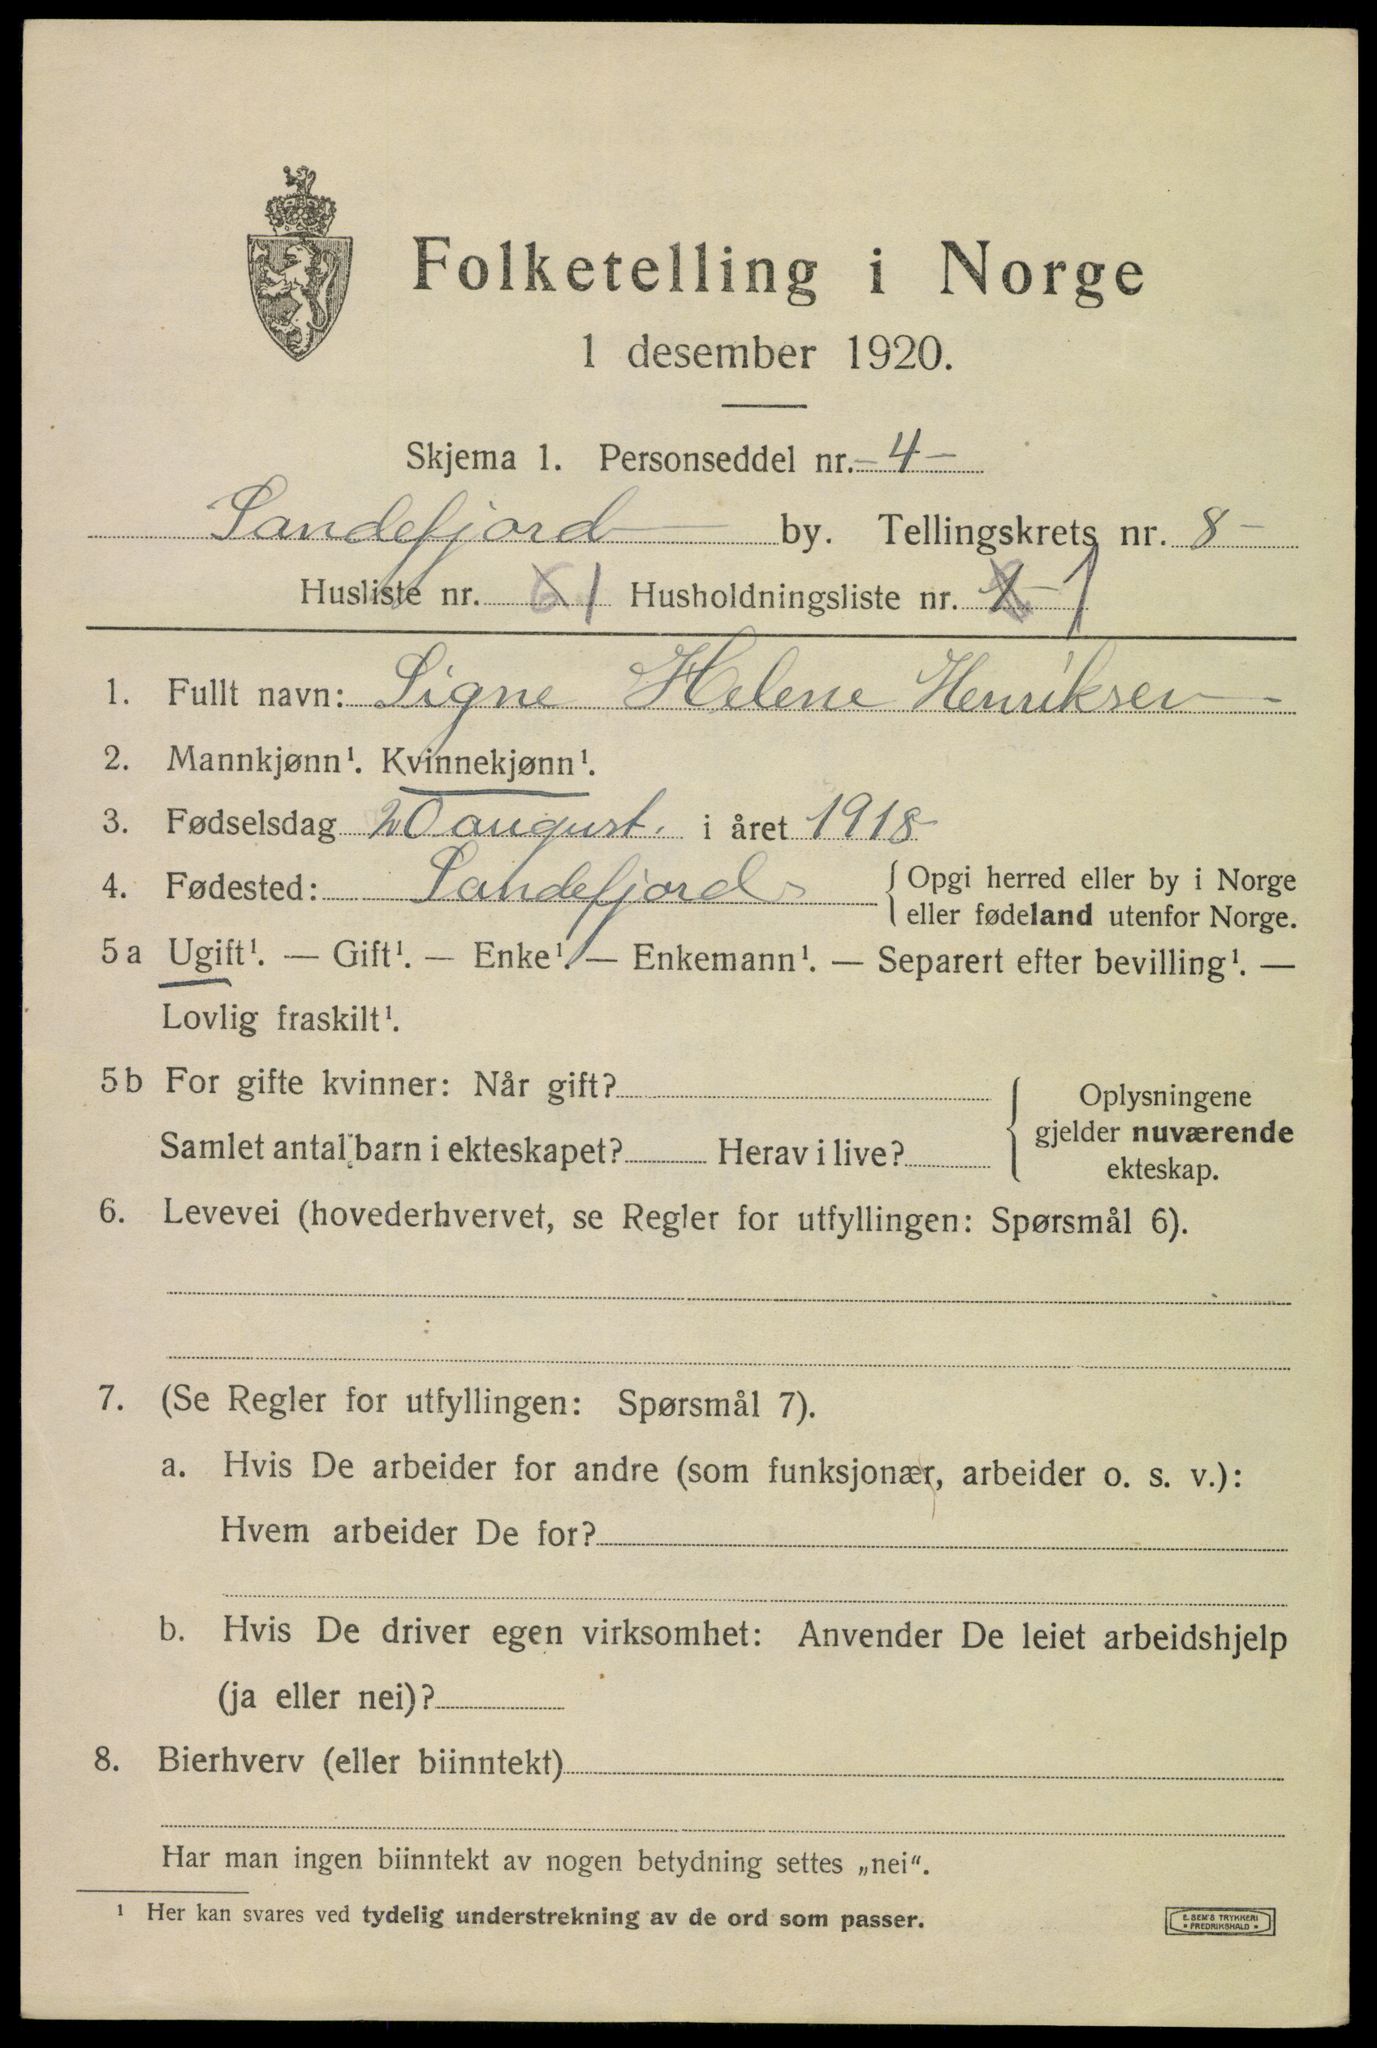 Folketelling i Norge
1 desember 1920.
Skjema 1. Personseddel nr. - 4 -
Sandefjord by. Tellingskrets nr. 8 -
Husliste nr. 1 Husholdningsliste nr. 1
1. Fullt navn: Signe Helene Henriksen
2. Mannkjønn¹. Kvinnekjønn¹.
3. Fødselsdag 20 august. i året 1918
4. Fødested: Sandefjord { Opgi herred eller by i Norge
eller fødeland utenfor Norge.
5 a Ugift¹. — Gift¹. — Enke¹. — Enkemann¹. — Separert efter bevilling¹. —
Lovlig fraskilt¹.
5 b For gifte kvinner: Når gift?
Samlet antal barn i ekteskapet? Herav i live?
{ Oplysningene
gjelder nuværende
ekteskap.
6. Levevei (hovederhvervet, se Regler for utfyllingen: Spørsmål 6).
7. (Se Regler for utfyllingen: Spørsmål 7).
a. Hvis De arbeider for andre (som funksjonær, arbeider o. s. v.):
Hvem arbeider De for?
b. Hvis De driver egen virksomhet: Anvender De leiet arbeidshjelp
(ja eller nei)?
8. Bierhverv (eller biinntekt)
Har man ingen biinntekt av nogen betydning settes „nei“.
¹ Her kan svares ved tydelig understrekning av de ord som passer.
E. SEM'S TRYKKERI
• FREDRIKSHALD •